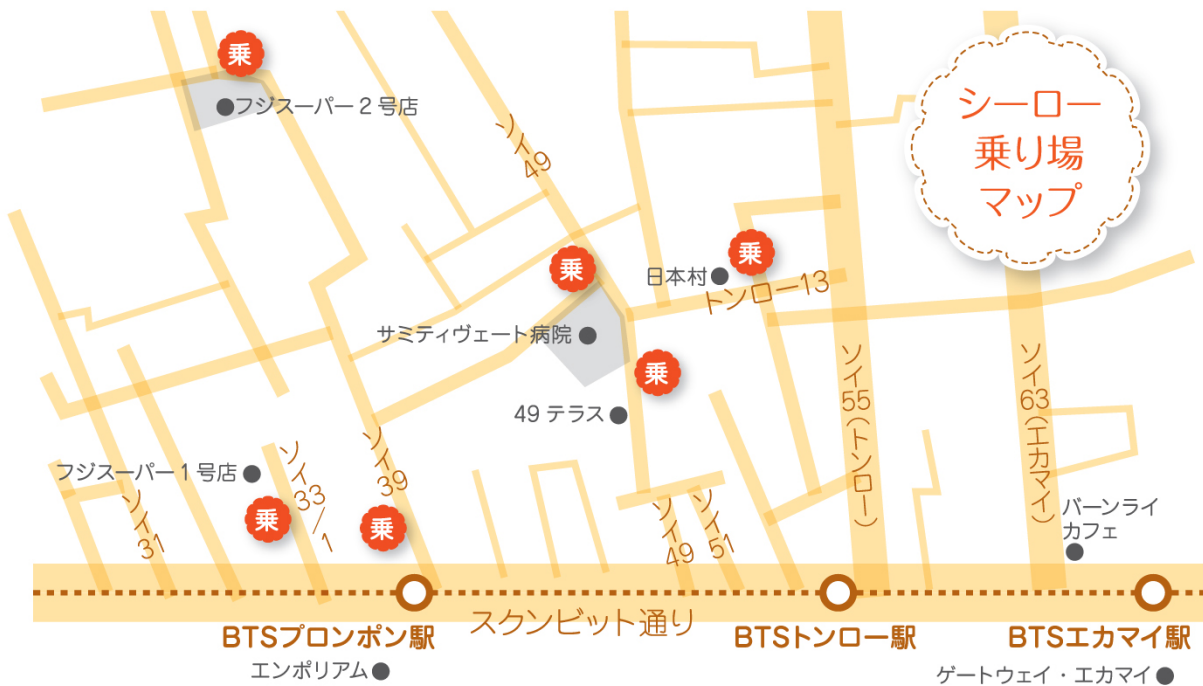 シーロー
乗り場
マップ
乗
フジスーパー2号店
ソイ49
乗
乗
日本村
トンロー13
サミティヴェート病院
乗
49 テラス
ソイ55(トンロー)
ソイ63(エカマイ)
フジスーパー1号店
ソイ33/1
ソイ39
ソイ31
乗
乗
ソイ49
ソイ51
バーンライ
カフェ
スクンビット通り
BTSプロンポン駅
BTSトンロー駅
BTSエカマイ駅
エンポリアム
ゲートウェイ・エカマイ